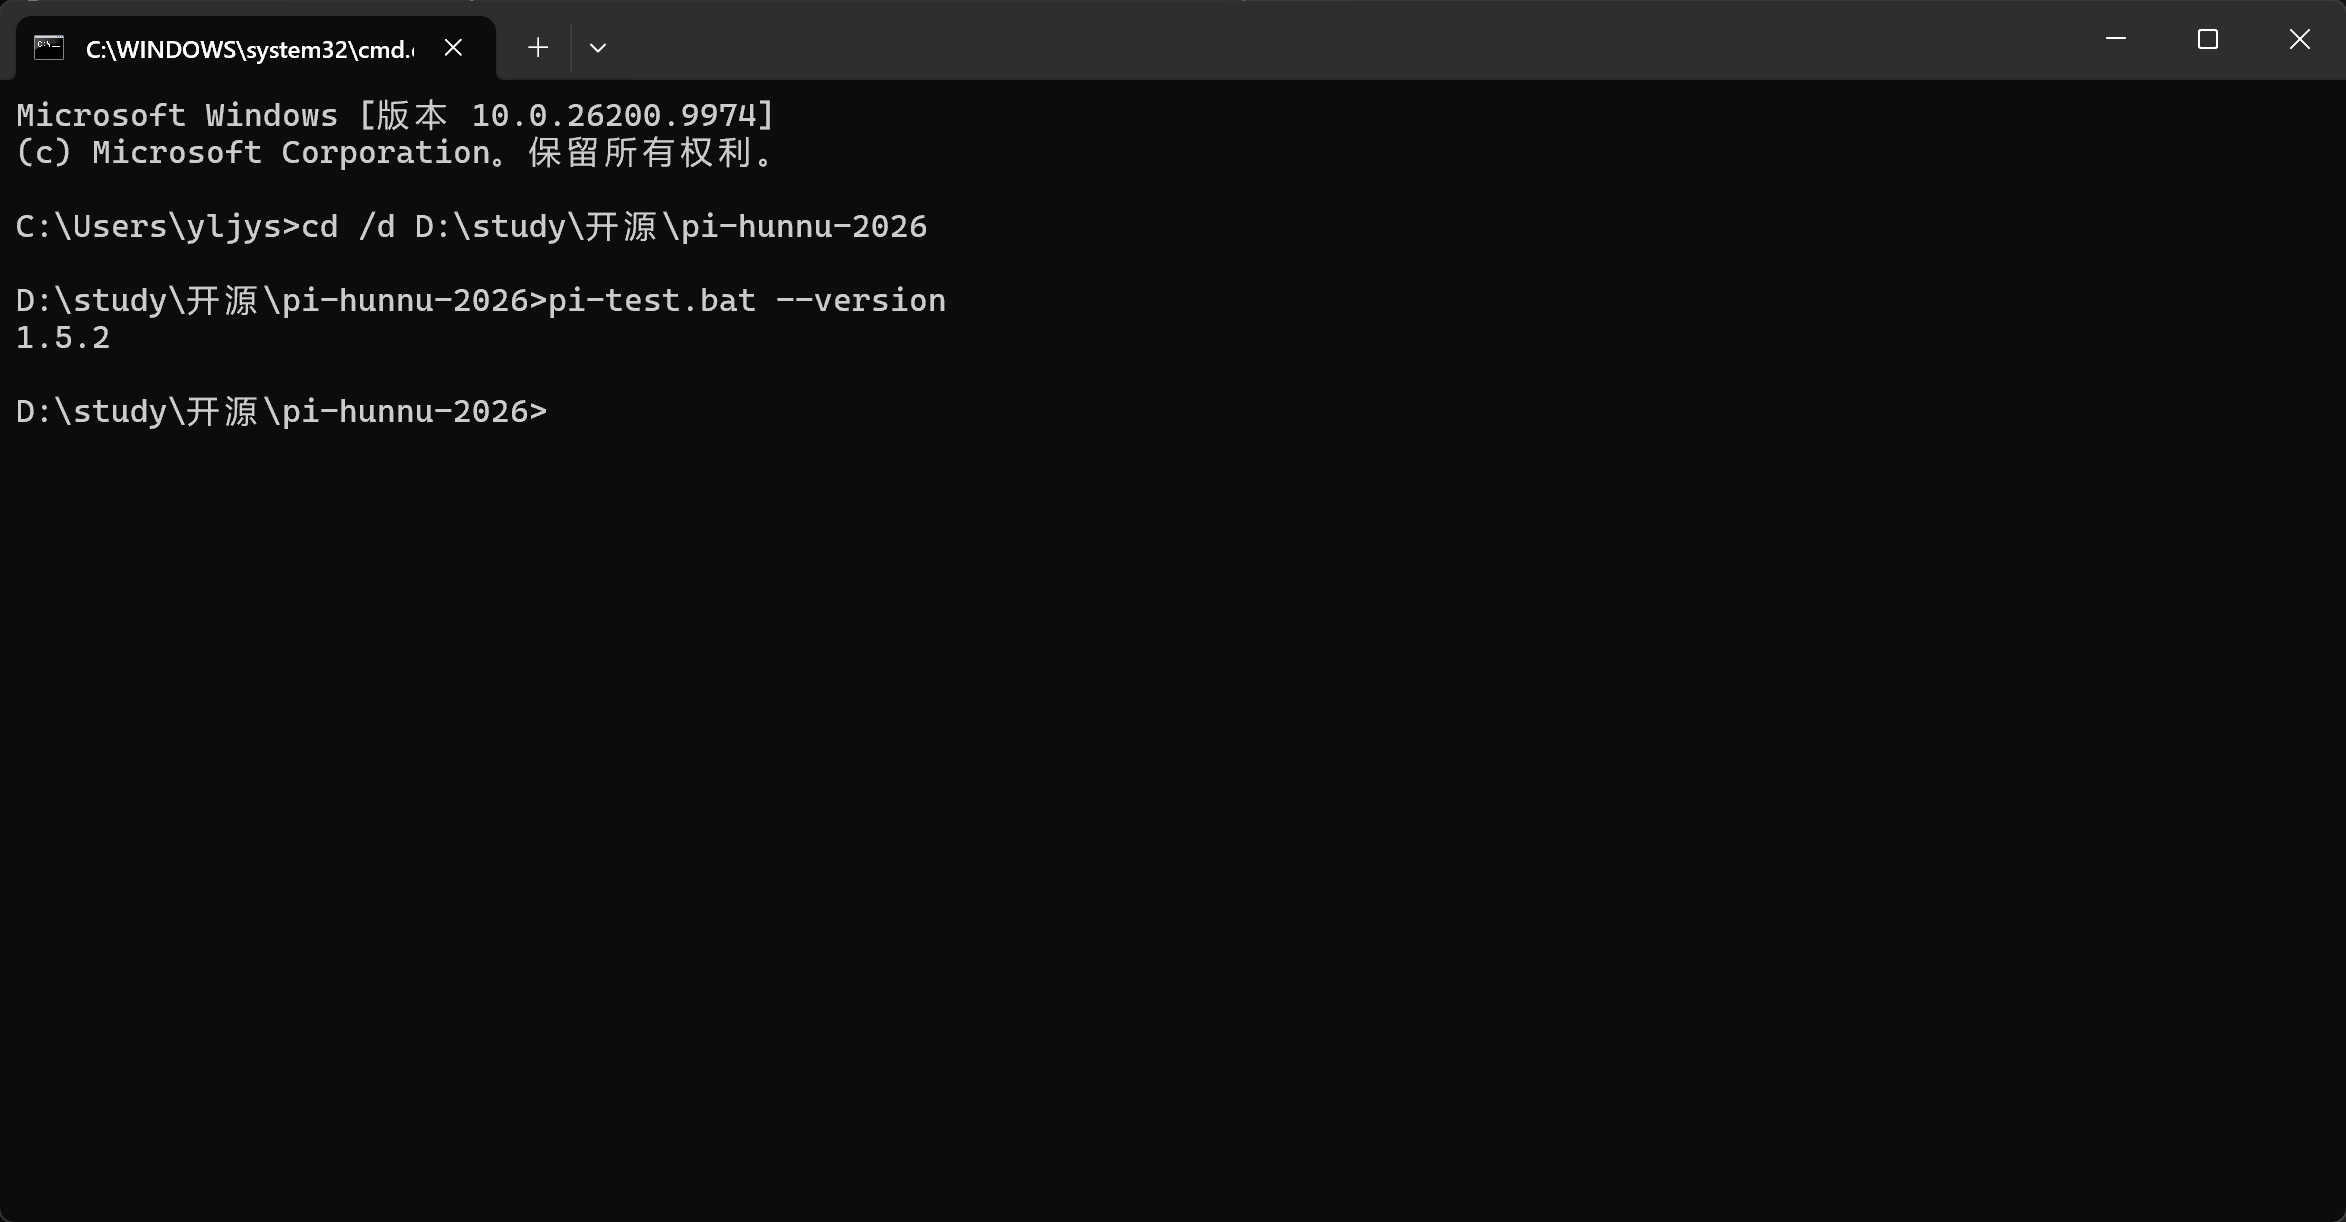 C:\WINDOWS\system32\cmd.
Microsoft Windows [版本 10.0.26200.9974]
(c) Microsoft Corporation。保留所有权利。
C:\Users\yljys>cd /d D:\study\开源\pi-hunnu-2026
D:\study\开源\pi-hunnu-2026>pi-test.bat --version
1.5.2
D:\study\开源\pi-hunnu-2026>